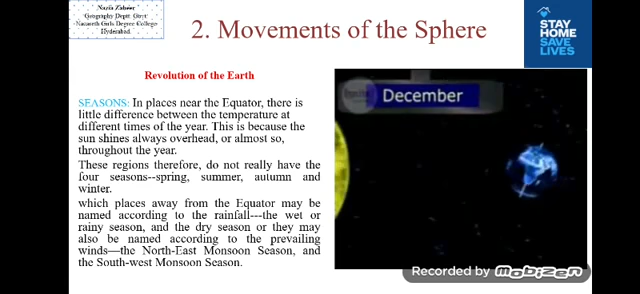 Nazia Zaheer
Geography Deptt: Govt
Nazareth Girls Degree College
Hyderabad.
2. Movements of the Sphere
STAY
HOME
SAVE
LIVES
Revolution of the Earth
SEASONS: In places near the Equator, there is
little difference between the temperature at
different times of the year. This is because the
sun shines always overhead, or almost so,
throughout the year.
These regions therefore, do not really have the
four seasons--spring, summer, autumn and
winter.
which places away from the Equator may be
named according to the rainfall---the wet or
rainy season, and the dry season or they may
also be named according to the prevailing
winds—the North-East Monsoon Season, and
the South-west Monsoon Season.
December
Recorded by mobizen